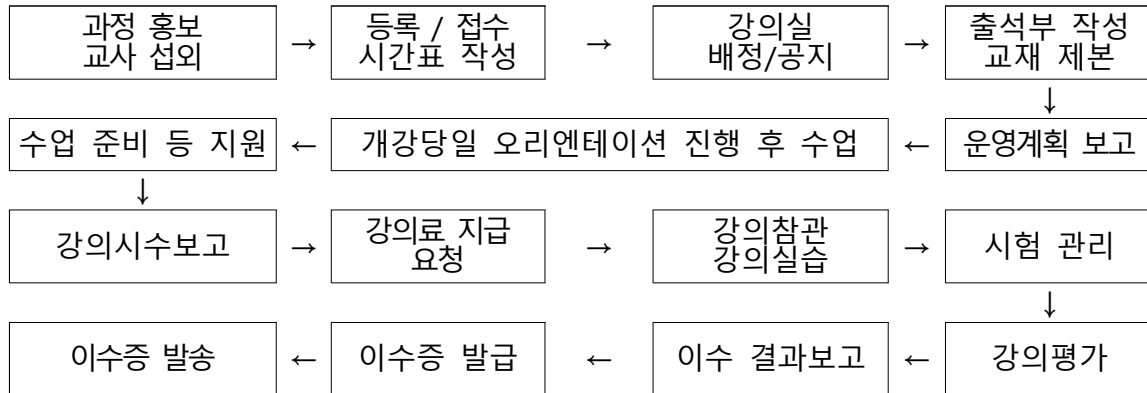 과정 홍보
교사 섭외
→
등록 / 접수
시간표 작성
→
강의실
배정/공지
→
출석부 작성
교재 제본
↓
수업 준비 등 지원
←
개강당일 오리엔테이션 진행 후 수업
←
운영계획 보고
↓
강의시수보고
→
강의료 지급
요청
→
강의참관
강의실습
→
시험 관리
↓
이수증 발송
←
이수증 발급
←
이수 결과보고
←
강의평가